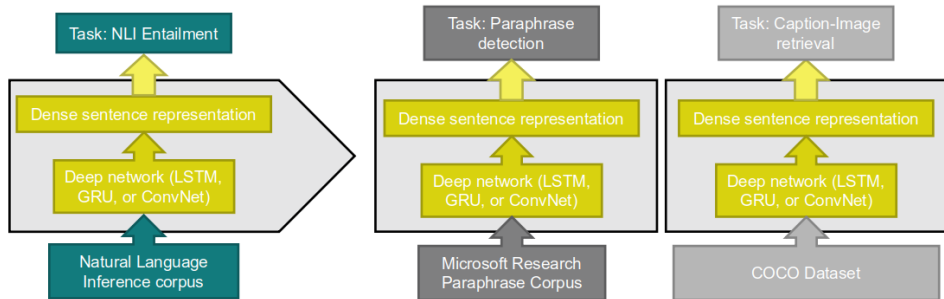 Task: NLI Entailment
Dense sentence representation
Deep network (LSTM,
GRU, or ConvNet)
Natural Language
Inference corpus
Task: Paraphrase
detection
Dense sentence representation
Deep network (LSTM,
GRU, or ConvNet)
Microsoft Research
Paraphrase Corpus
Task: Caption-Image
retrieval
Dense sentence representation
Deep network (LSTM,
GRU, or ConvNet)
COCO Dataset